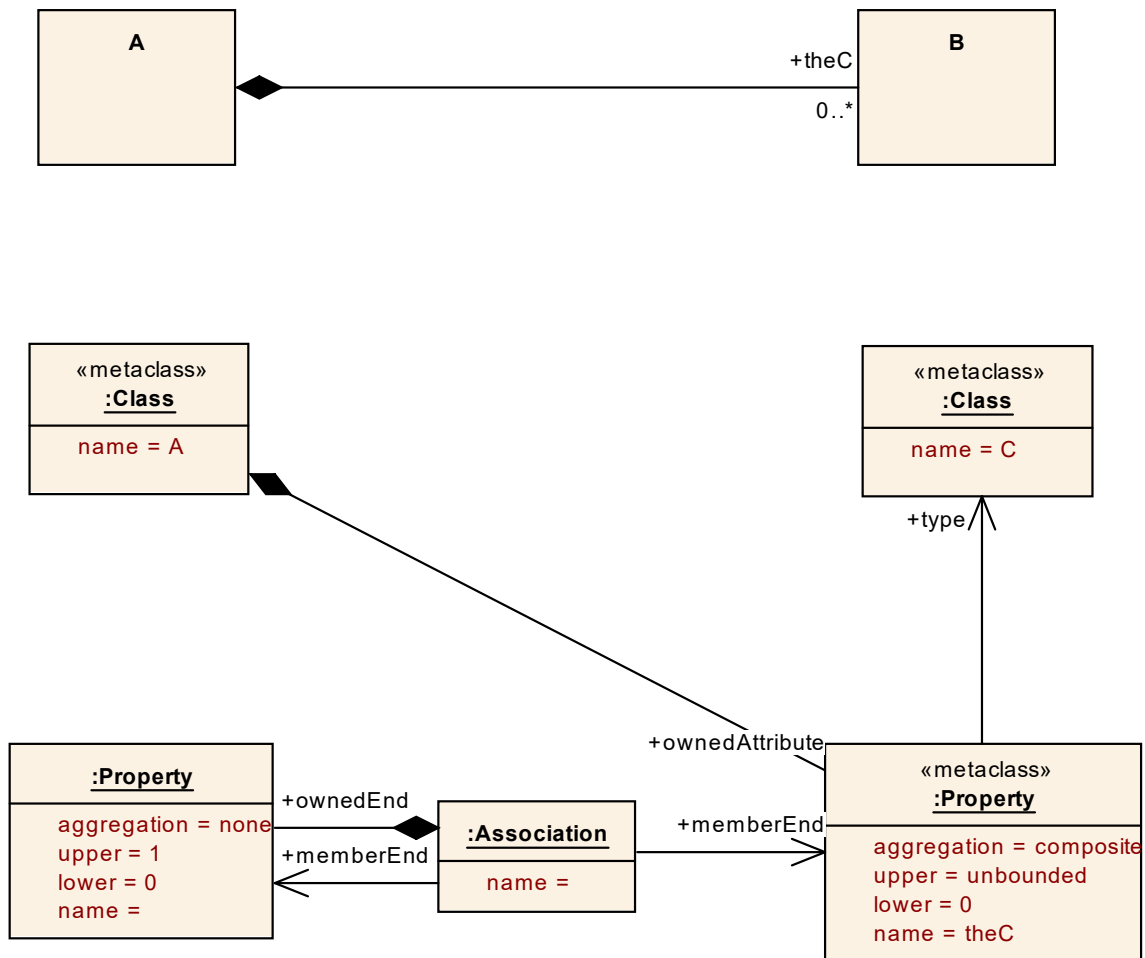 A
B
+theC
0..*
«metaclass»
:Class
name = A
«metaclass»
:Class
name = C
+type
+ownedAttribute
:Property
aggregation = none
upper = 1
lower = 0
name =
+ownedEnd
+memberEnd
:Association
name =
+memberEnd
«metaclass»
:Property
aggregation = composite
upper = unbounded
lower = 0
name = theC